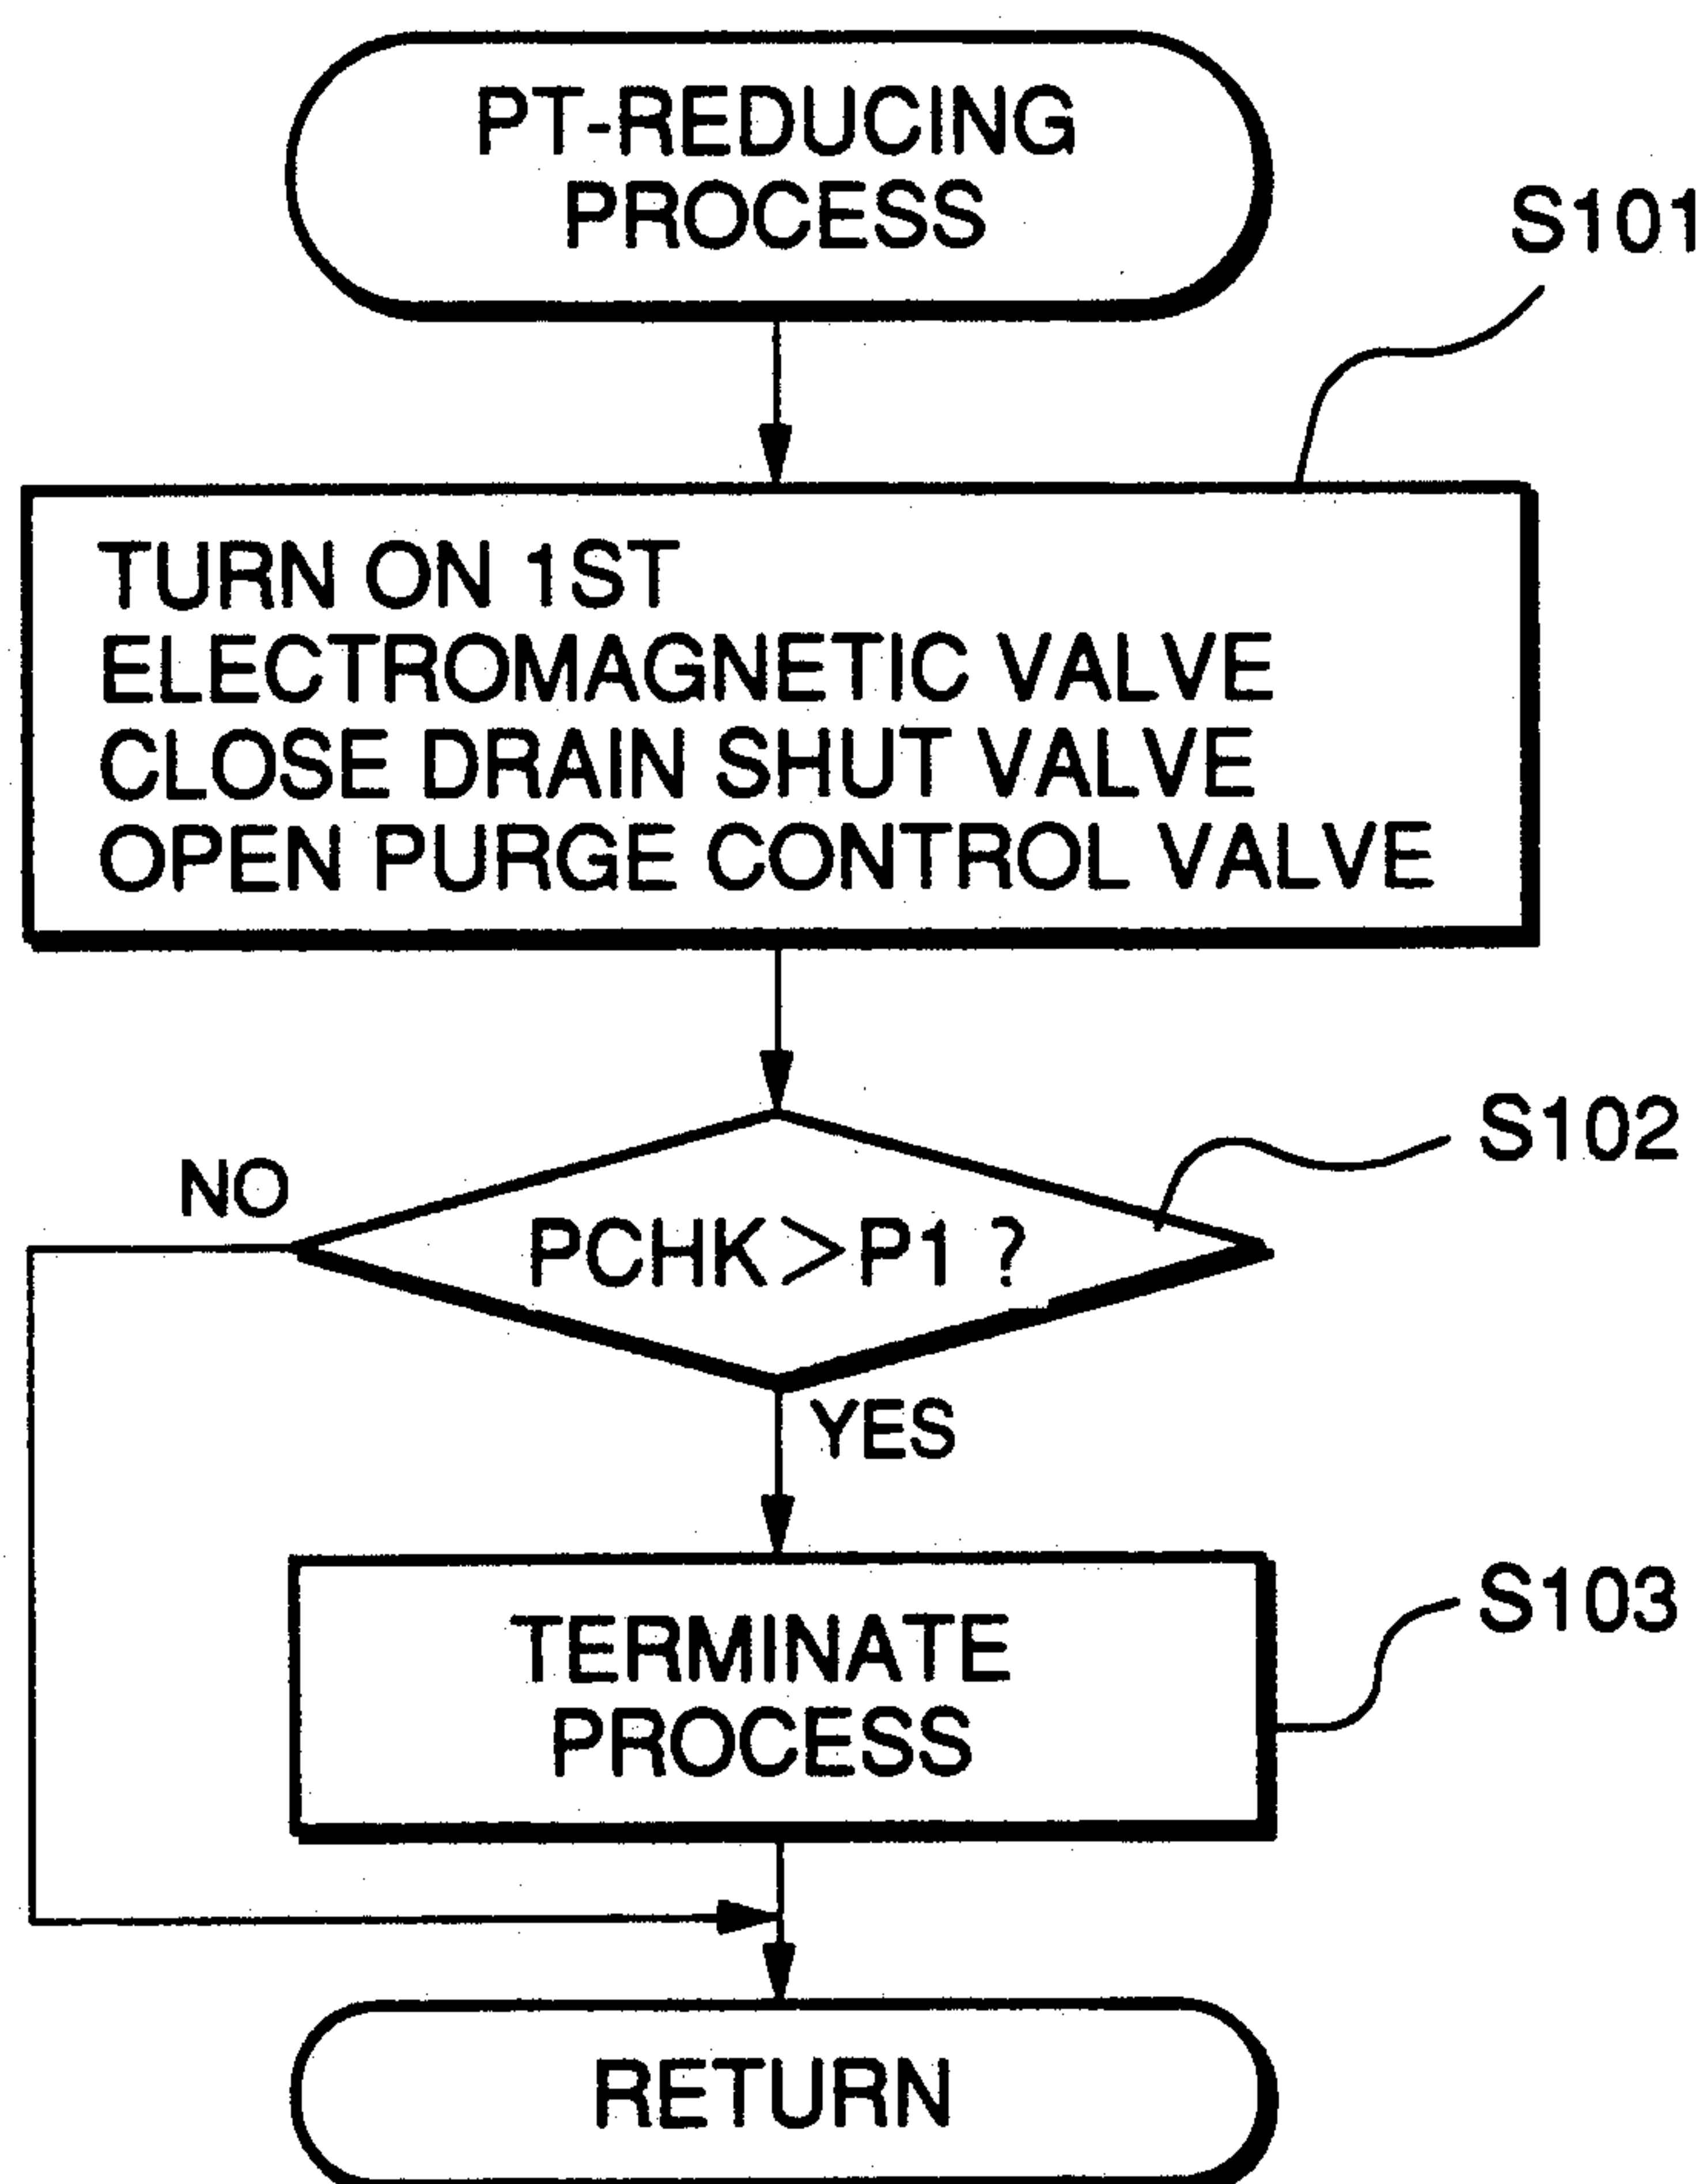 PT-REDUCING
PROCESS
S101
TURN ON 1ST
ELECTROMAGNETIC VALVE
CLOSE DRAIN SHUT VALVE
OPEN PURGE CONTROL VALVE
S102
NO
PCHK>P1 ?
YES
S103
TERMINATE
PROCESS
RETURN